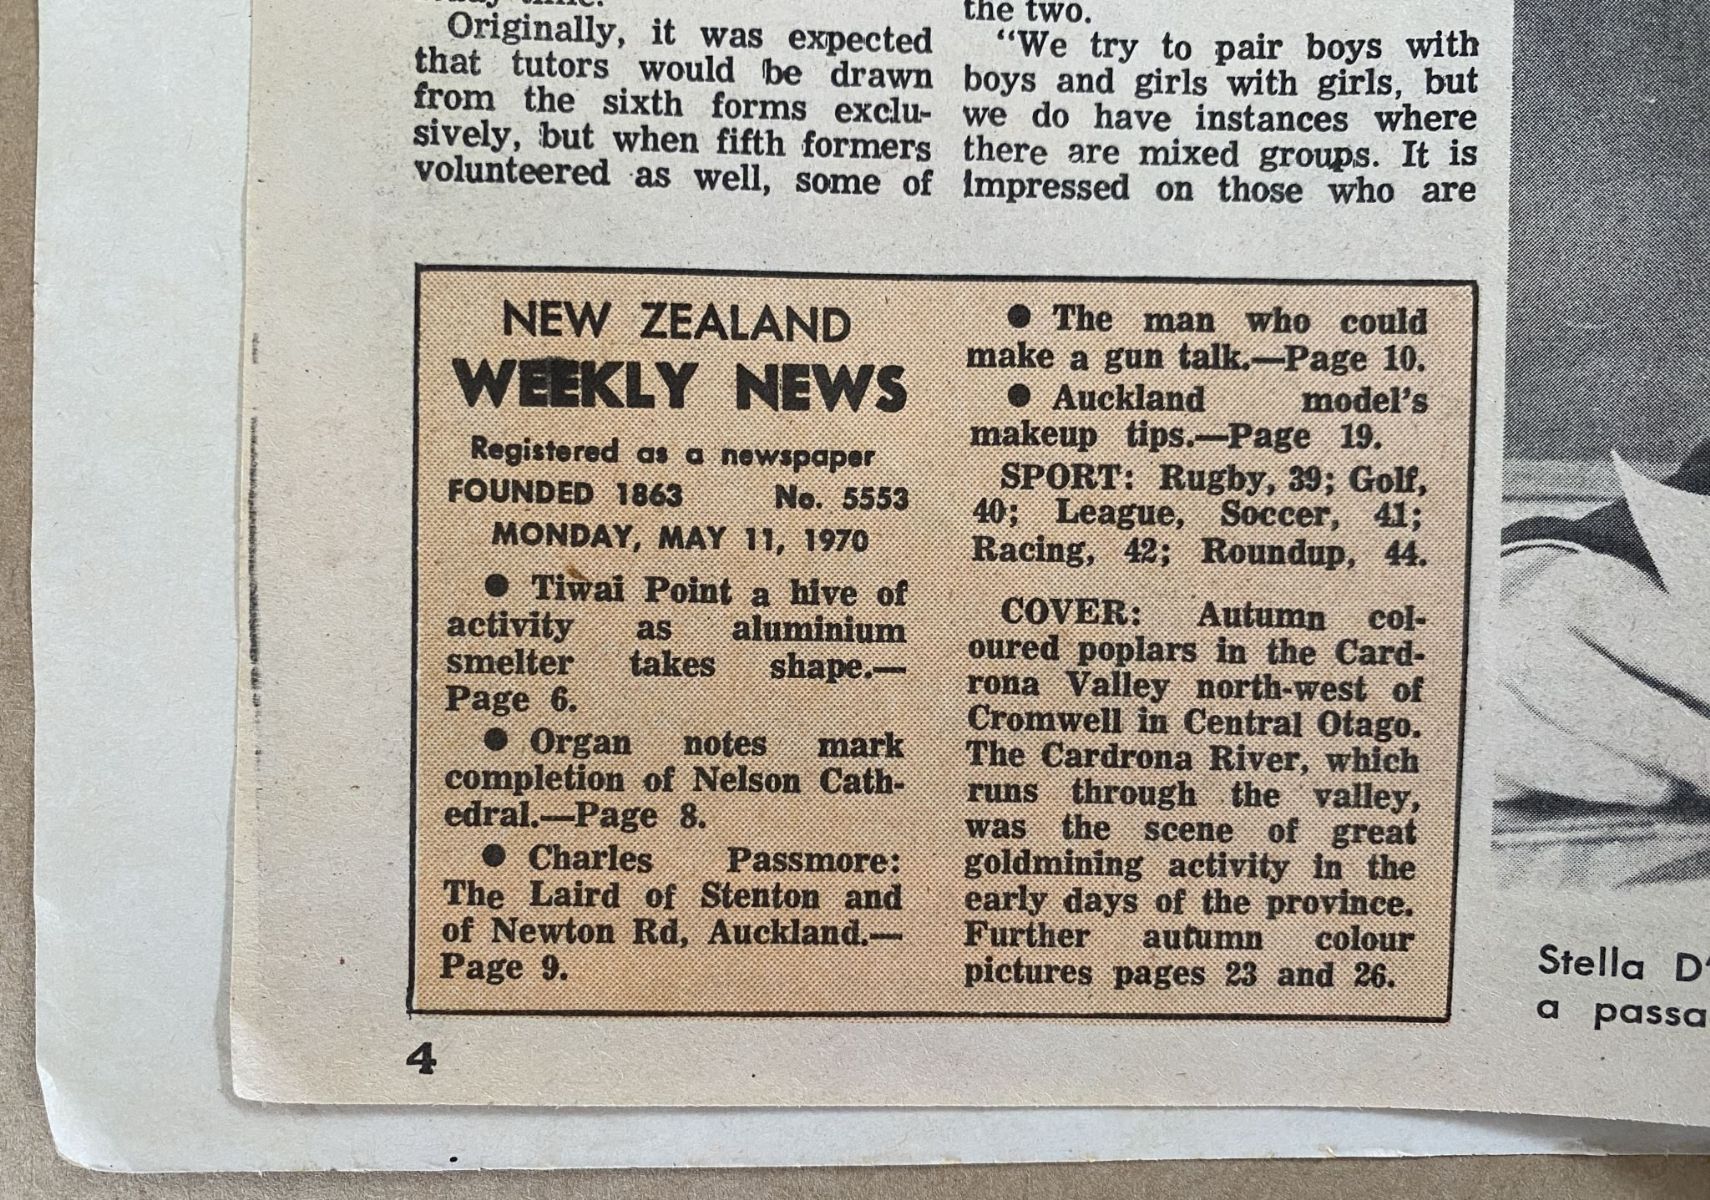 Originally, it was expected
that tutors would be drawn
from the sixth forms exclu-
sively, but when fifth formers
volunteered as well, some of
the two.
"We try to pair boys with
boys and girls with girls, but
we do have instances where
there are mixed groups. It is
impressed on those who are
NEW ZEALAND
WEEKLY NEWS
Registered as a newspaper
FOUNDED 1863 No. 5553
MONDAY, MAY 11, 1970
● Tiwai Point a hive of
activity as aluminium
smelter takes shape.—
Page 6.
● Organ notes mark
completion of Nelson Cath-
edral.—Page 8.
● Charles Passmore:
The Laird of Stenton and
of Newton Rd, Auckland.—
Page 9.
● The man who could
make a gun talk.—Page 10.
● Auckland model's
makeup tips.—Page 19.
SPORT: Rugby, 39; Golf,
40; League, Soccer, 41;
Racing, 42; Roundup, 44.
COVER: Autumn col-
oured poplars in the Card-
rona Valley north-west of
Cromwell in Central Otago.
The Cardrona River, which
runs through the valley,
was the scene of great
goldmining activity in the
early days of the province.
Further autumn colour
pictures pages 23 and 26.
Stella D'
a passa
4